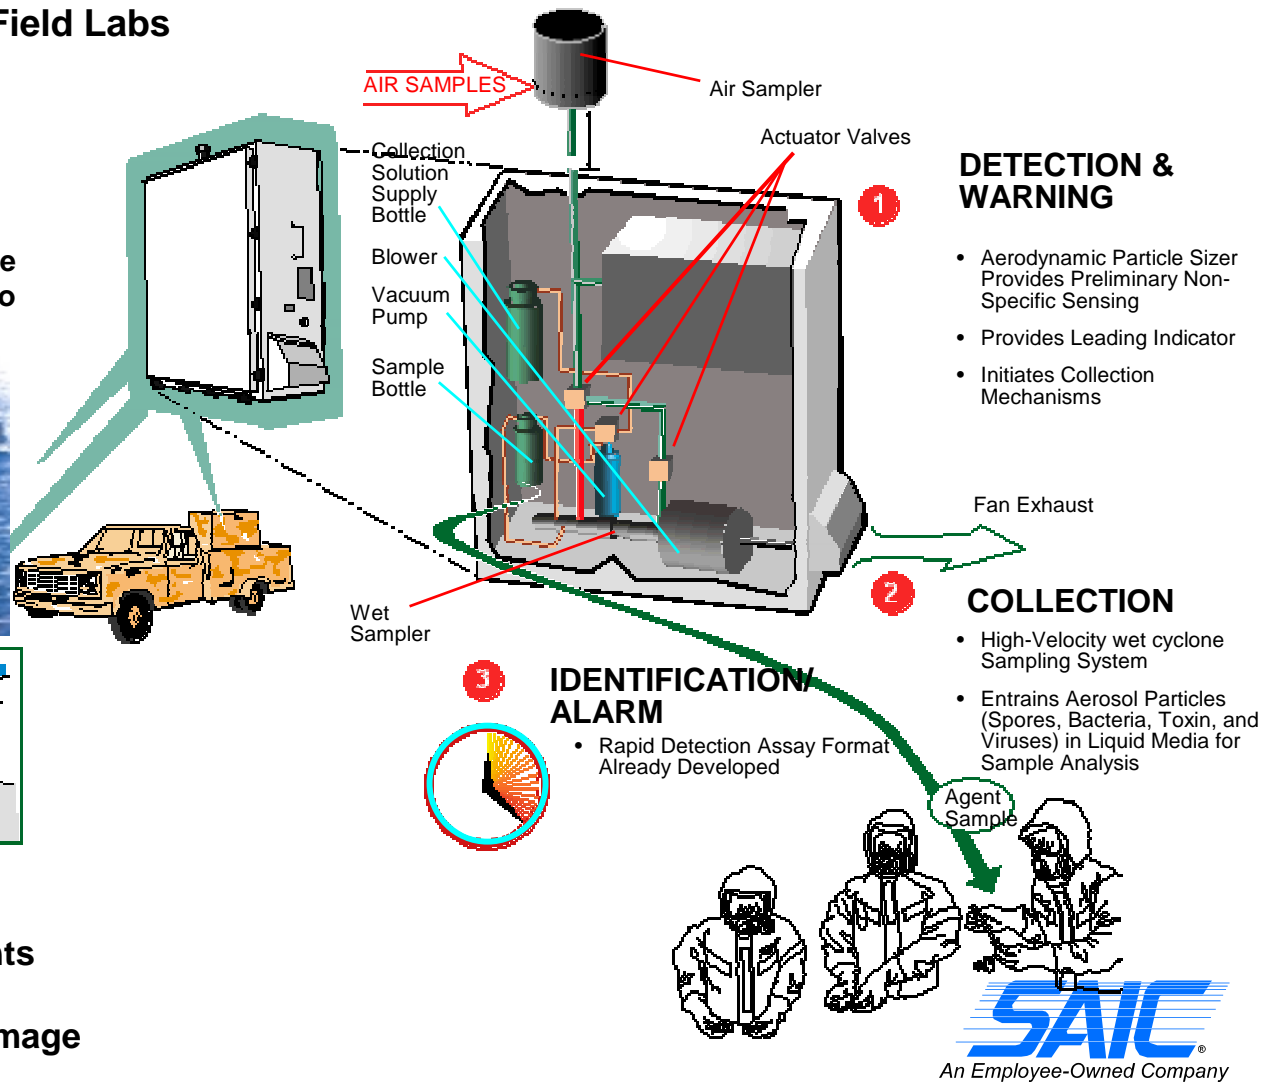 Field Labs
AIR SAMPLES
Air Sampler
Actuator Valves
Collection
Solution
Supply
Bottle
Blower
Vacuum
Pump
Sample
Bottle
e
o
1
DETECTION &
WARNING
• Aerodynamic Particle Sizer
Provides Preliminary Non-
Specific Sensing
• Provides Leading Indicator
• Initiates Collection
Mechanisms
Fan Exhaust
Wet
Sampler
2
COLLECTION
• High-Velocity wet cyclone
Sampling System
• Entrains Aerosol Particles
(Spores, Bacteria, Toxin, and
Viruses) in Liquid Media for
Sample Analysis
3
IDENTIFICATION/
ALARM
• Rapid Detection Assay Format
Already Developed
Agent
Sample
nts
mage
SAIC®
An Employee-Owned Company